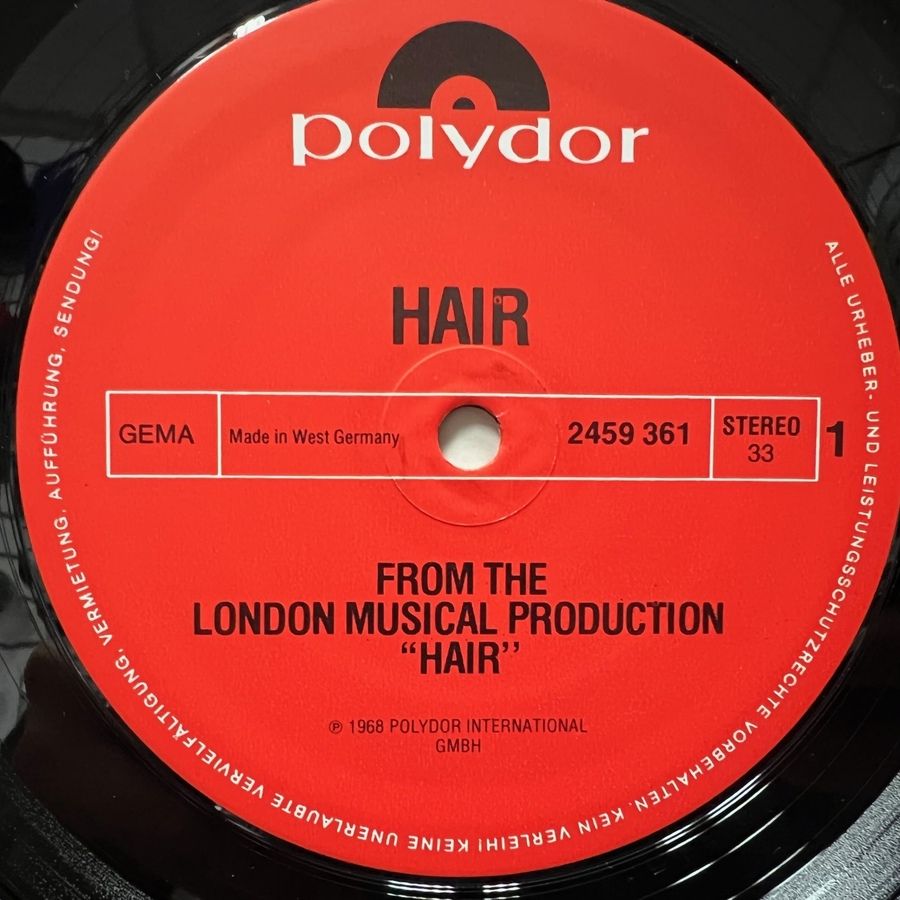 polydor
HAIR
GEMA
Made in West Germany
2459 361
STEREO
33
1
FROM THE
LONDON MUSICAL PRODUCTION
“HAIR”
℗ 1968 POLYDOR INTERNATIONAL
GMBH
ALLE URHEBER- UND LEISTUNGSSCHUTZRECHTE VORBEHALTEN. KEIN VERLEIH! KEINE UNERLAUBTE VERVIELFÄLTIGUNG, VERMIETUNG, AUFFÜHRUNG, SENDUNG!